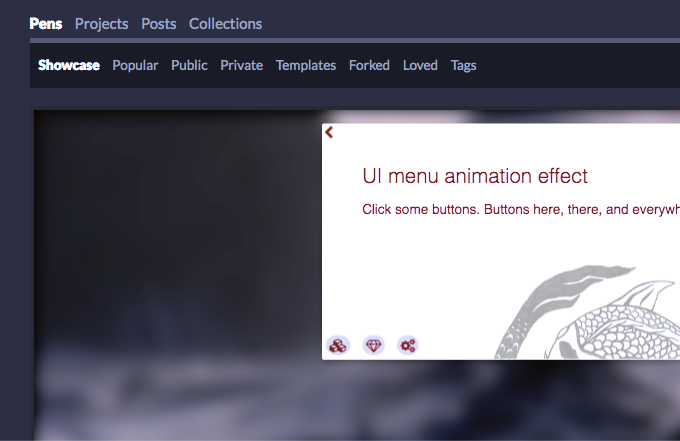 Pens Projects Posts Collections
Showcase Popular Public Private Templates Forked Loved Tags
UI menu animation effect
Click some buttons. Buttons here, there, and everywh